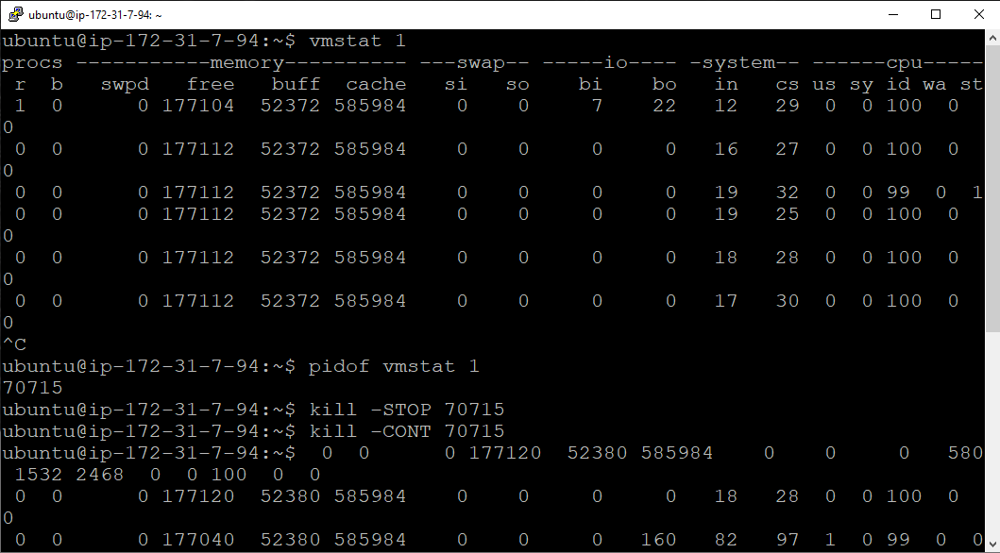 ubuntu@ip-172-31-7-94: ~
ubuntu@ip-172-31-7-94:~$ vmstat 1
procs -----------memory---------- ---swap-- -----io---- -system-- ------cpu-----
 r  b   swpd   free   buff  cache   si   so    bi    bo   in   cs us sy id wa st
 1  0      0 177104  52372 585984    0    0     7    22   12   29  0  0 100  0
0
 0  0      0 177112  52372 585984    0    0     0     0   16   27  0  0 100  0
0
 0  0      0 177112  52372 585984    0    0     0     0   19   32  0  0 99  0  1
 0  0      0 177112  52372 585984    0    0     0     0   19   25  0  0 100  0
0
 0  0      0 177112  52372 585984    0    0     0     0   18   28  0  0 100  0
0
 0  0      0 177112  52372 585984    0    0     0     0   17   30  0  0 100  0
0
^C
ubuntu@ip-172-31-7-94:~$ pidof vmstat 1
70715
ubuntu@ip-172-31-7-94:~$ kill -STOP 70715
ubuntu@ip-172-31-7-94:~$ kill -CONT 70715
ubuntu@ip-172-31-7-94:~$  0  0      0 177120  52380 585984    0    0     0   580
 1532 2468  0  0 100  0  0
 0  0      0 177120  52380 585984    0    0     0     0   18   28  0  0 100  0
0
 0  0      0 177040  52380 585984    0    0     0   160   82   97  1  0 99  0  0